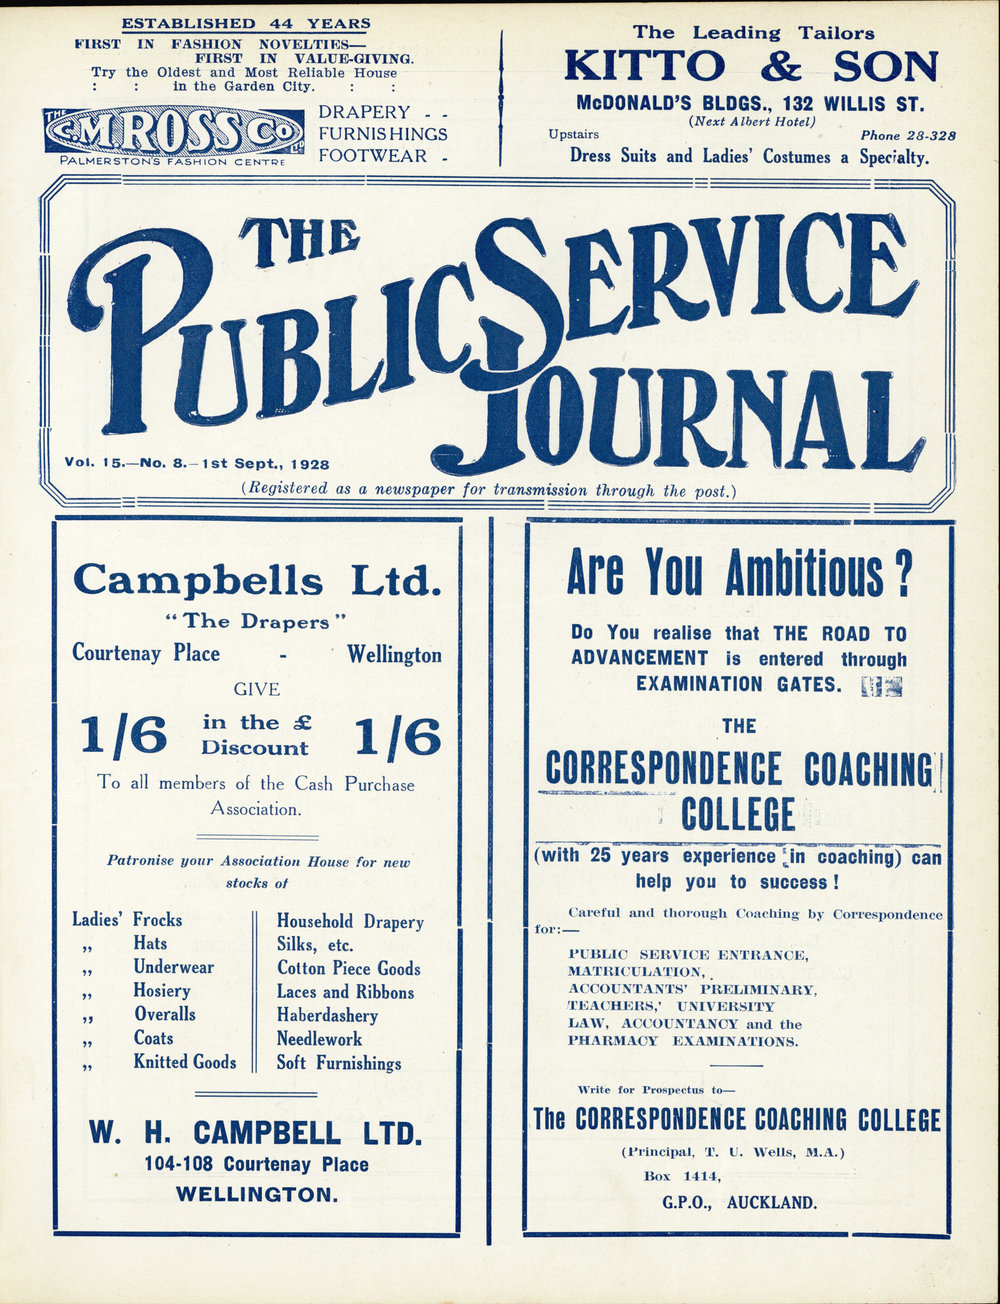 ESTABLISHED 44 YEARS
FIRST IN FASHION NOVELTIES—
FIRST IN VALUE-GIVING.
Try the Oldest and Most Reliable House
: : in the Garden City. : :
THE C.M. ROSS CO LTD
PALMERSTON'S FASHION CENTRE
DRAPERY - -
FURNISHINGS
FOOTWEAR -
The Leading Tailors
KITTO & SON
McDONALD'S BLDGS., 132 WILLIS ST.
(Next Albert Hotel)
Upstairs Phone 28-328
Dress Suits and Ladies' Costumes a Specialty.
THE
PUBLIC SERVICE
JOURNAL
Vol. 15.—No. 8.—1st Sept., 1928
(Registered as a newspaper for transmission through the post.)
Campbells Ltd.
"The Drapers"
Courtenay Place - Wellington
GIVE
1/6 in the £ Discount 1/6
To all members of the Cash Purchase
Association.
Patronise your Association House for new
stocks of
Ladies' Frocks
„ Hats
„ Underwear
„ Hosiery
„ Overalls
„ Coats
„ Knitted Goods
Household Drapery
Silks, etc.
Cotton Piece Goods
Laces and Ribbons
Haberdashery
Needlework
Soft Furnishings
W. H. CAMPBELL LTD.
104-108 Courtenay Place
WELLINGTON.
Are You Ambitious?
Do You realise that THE ROAD TO
ADVANCEMENT is entered through
EXAMINATION GATES.
THE
CORRESPONDENCE COACHING
COLLEGE
(with 25 years experience in coaching) can
help you to success!
Careful and thorough Coaching by Correspondence
for:—
PUBLIC SERVICE ENTRANCE,
MATRICULATION,
ACCOUNTANTS' PRELIMINARY,
TEACHERS,' UNIVERSITY
LAW, ACCOUNTANCY and the
PHARMACY EXAMINATIONS.
Write for Prospectus to—
The CORRESPONDENCE COACHING COLLEGE
(Principal, T. U. Wells, M.A.)
Box 1414,
G.P.O., AUCKLAND.